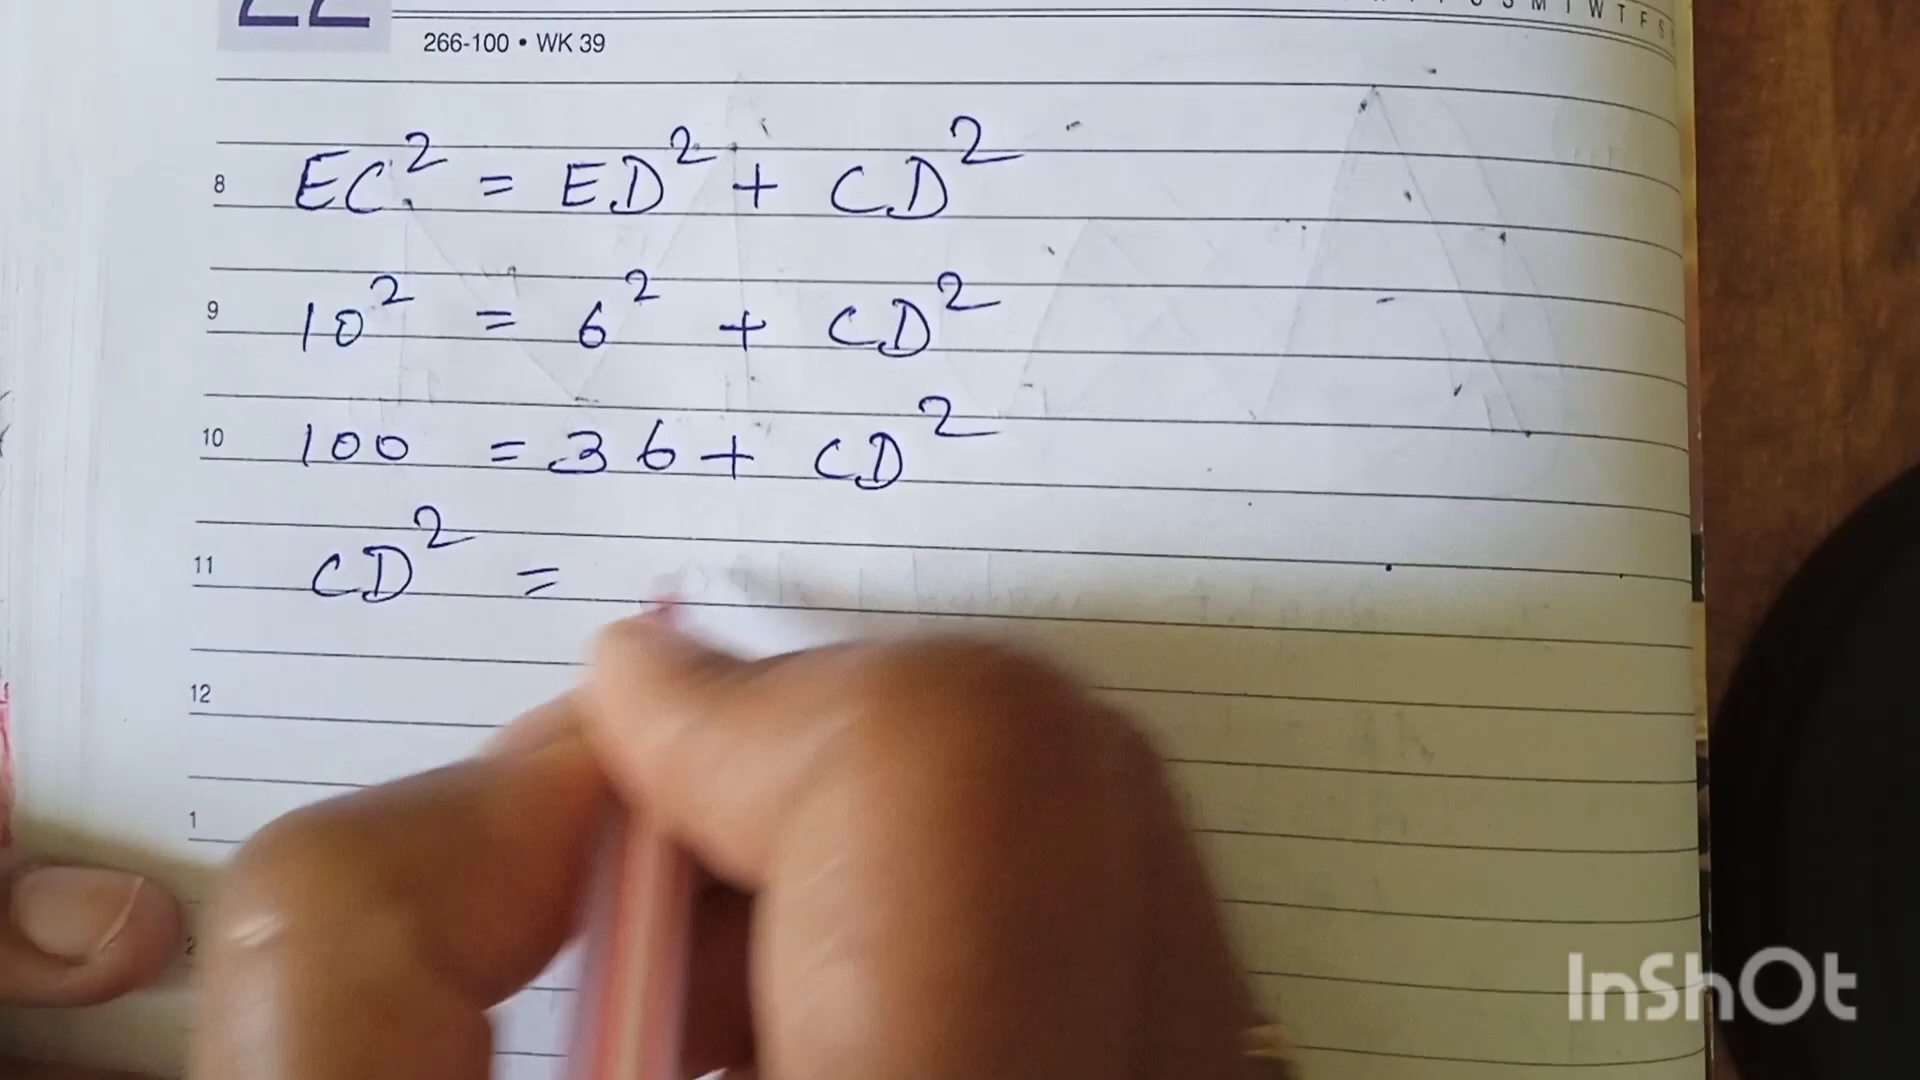 266-100 • WK 39
8 EC² = ED² + CD²
9 10² = 6² + CD²
10 100 = 36 + CD²
11 CD² =
12
1
2
InShOt